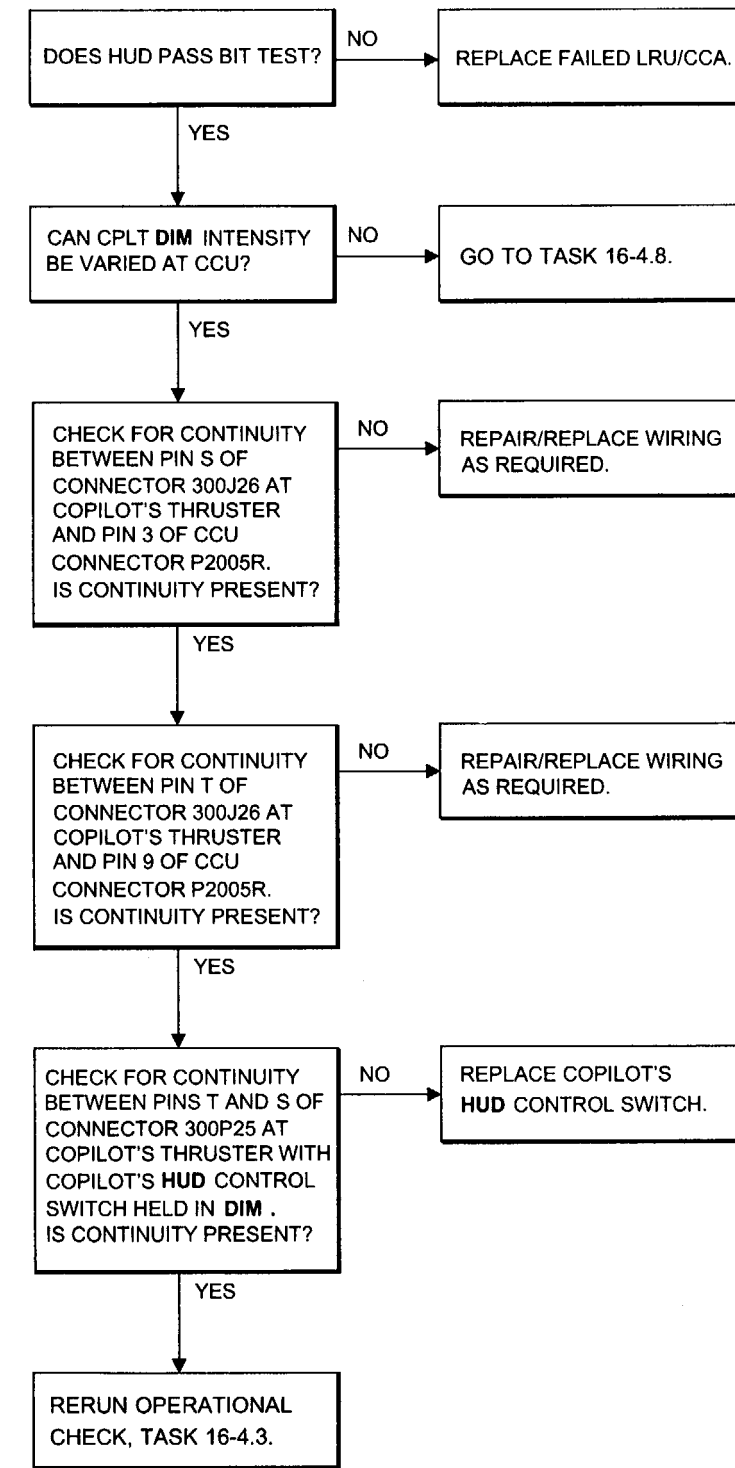 DOES HUD PASS BIT TEST?
NO
REPLACE FAILED LRU/CCA.
YES
CAN CPLT DIM INTENSITY
BE VARIED AT CCU?
NO
GO TO TASK 16-4.8.
YES
CHECK FOR CONTINUITY
BETWEEN PIN S OF
CONNECTOR 300J26 AT
COPILOT'S THRUSTER
AND PIN 3 OF CCU
CONNECTOR P2005R.
IS CONTINUITY PRESENT?
NO
REPAIR/REPLACE WIRING
AS REQUIRED.
YES
CHECK FOR CONTINUITY
BETWEEN PIN T OF
CONNECTOR 300J26 AT
COPILOT'S THRUSTER
AND PIN 9 OF CCU
CONNECTOR P2005R.
IS CONTINUITY PRESENT?
NO
REPAIR/REPLACE WIRING
AS REQUIRED.
YES
CHECK FOR CONTINUITY
BETWEEN PINS T AND S OF
CONNECTOR 300P25 AT
COPILOT'S THRUSTER WITH
COPILOT'S HUD CONTROL
SWITCH HELD IN DIM .
IS CONTINUITY PRESENT?
NO
REPLACE COPILOT'S
HUD CONTROL SWITCH.
YES
RERUN OPERATIONAL
CHECK, TASK 16-4.3.